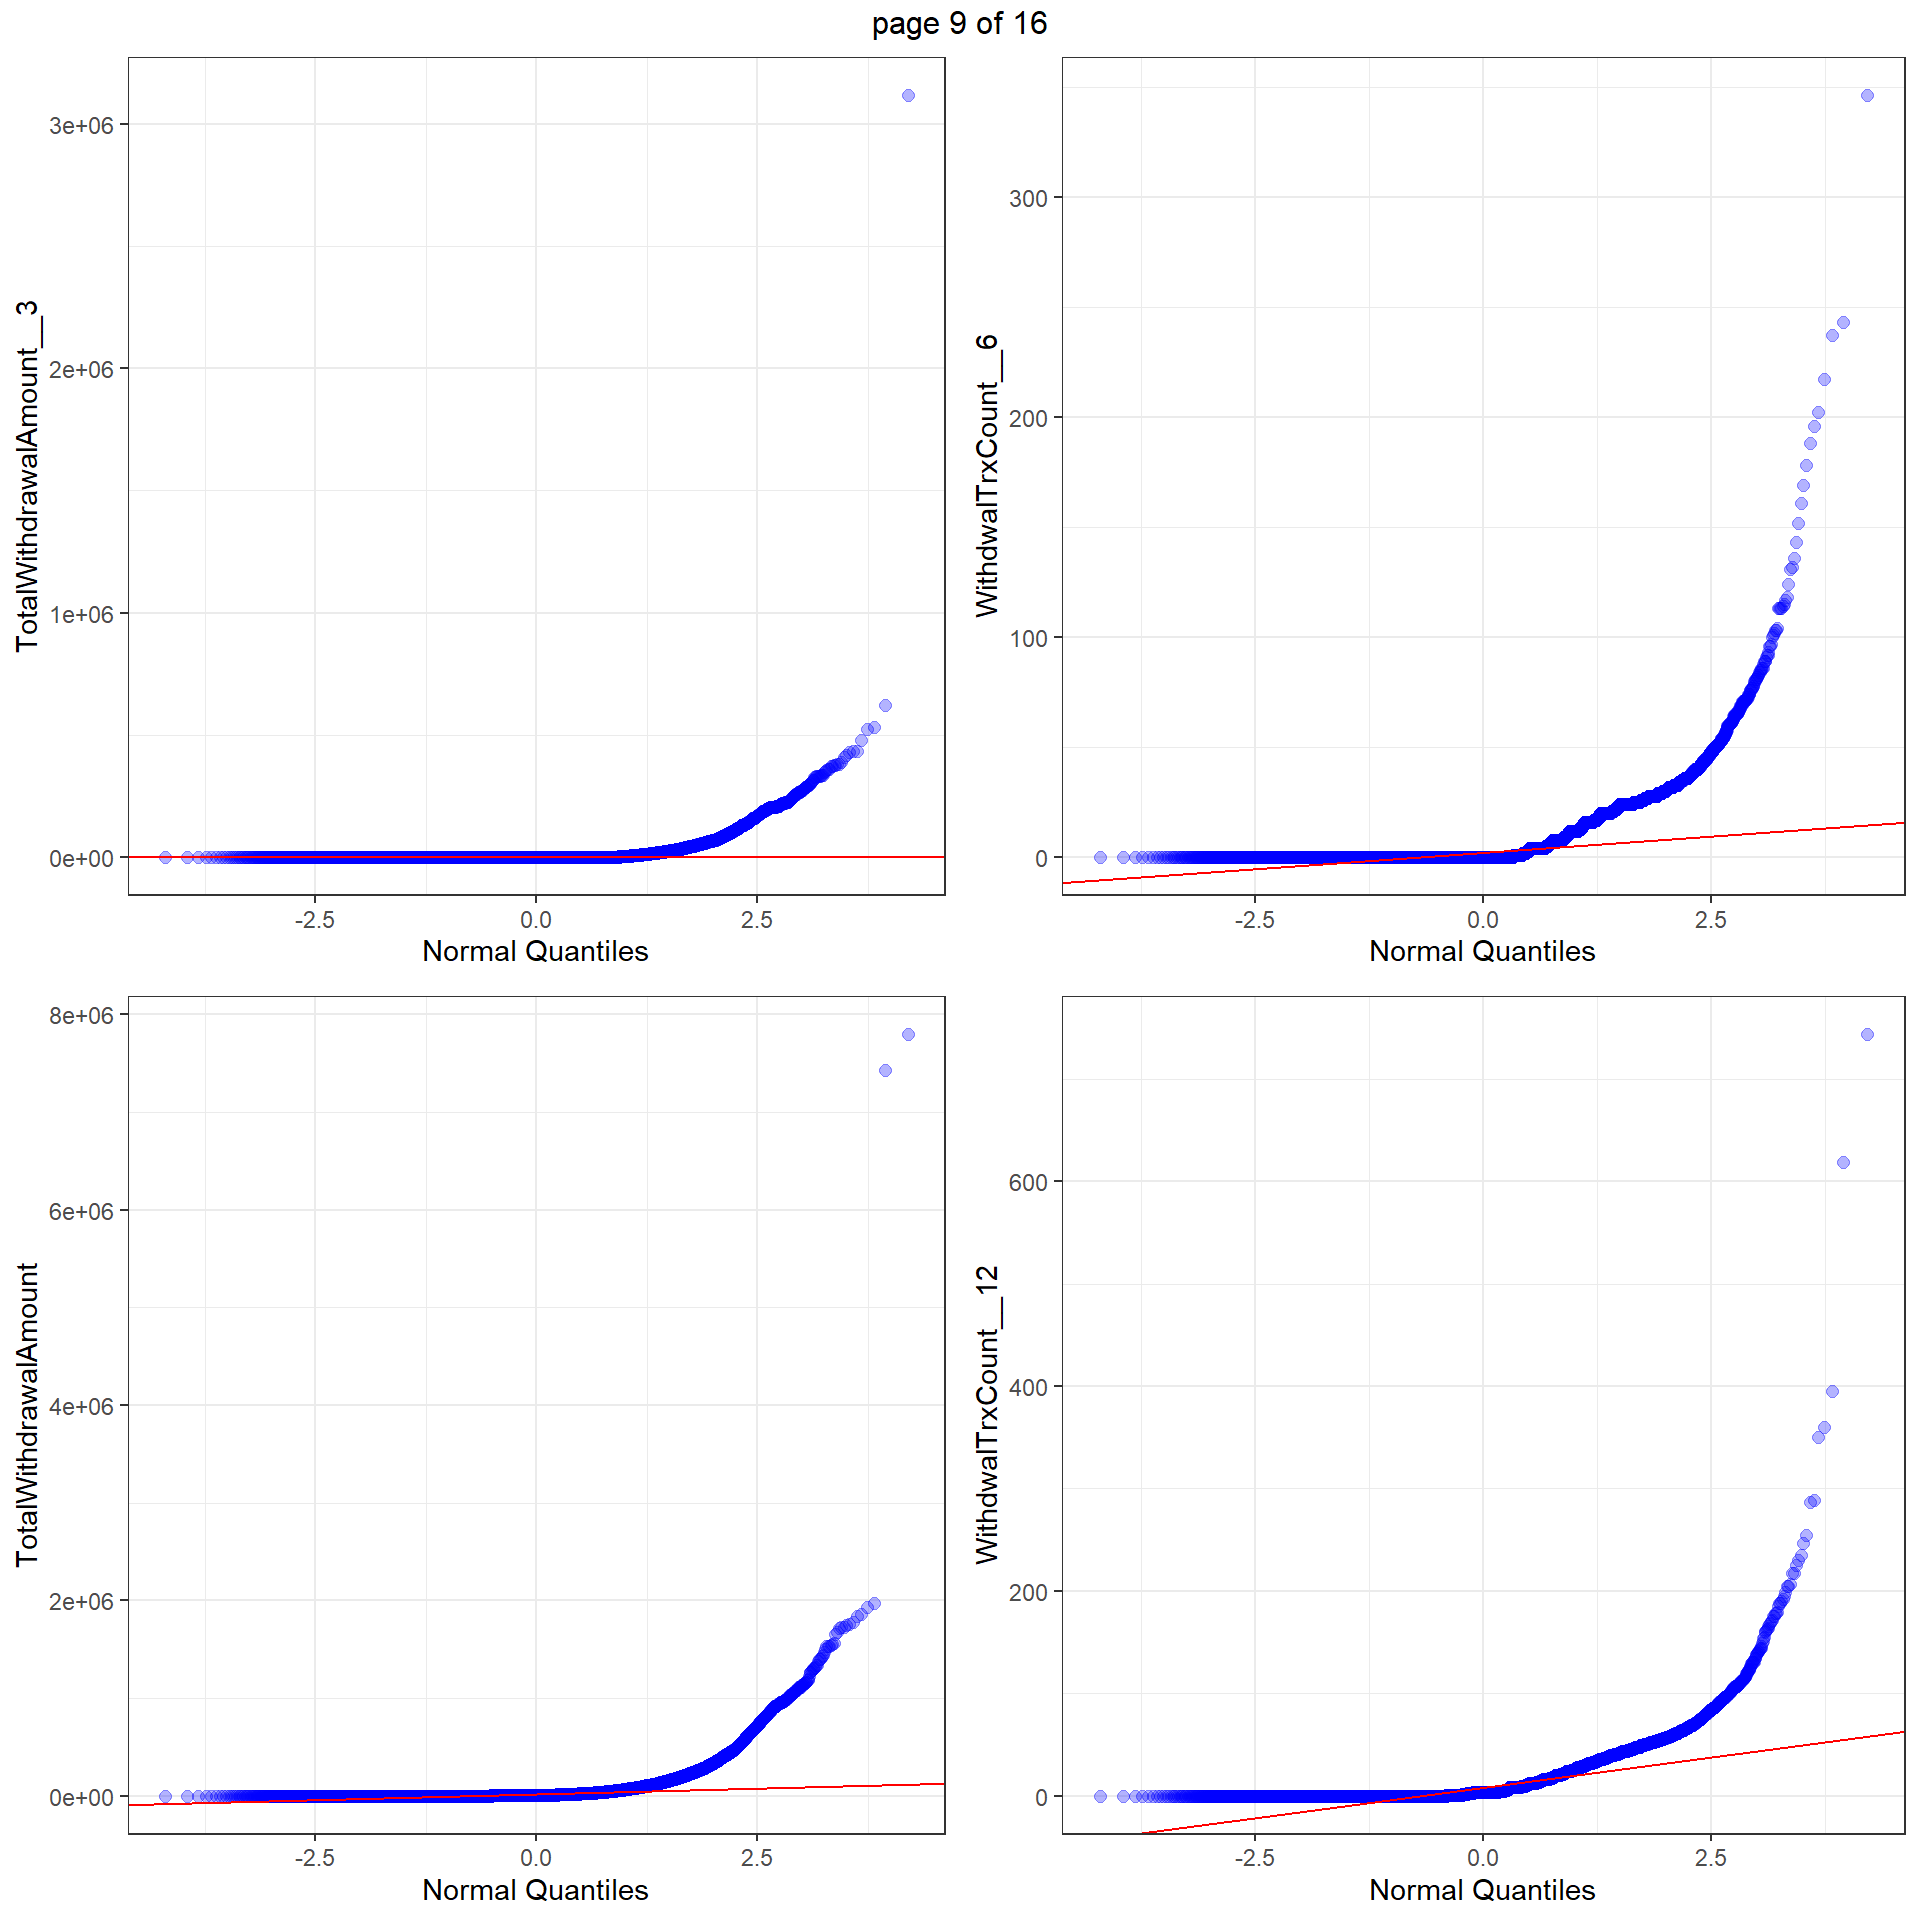 page 9 of 16
TotalWithdrawalAmount__3
3e+06
2e+06
1e+06
0e+00
-2.5 0.0 2.5
Normal Quantiles
WithdwalTrxCount__6
300
200
100
0
-2.5 0.0 2.5
Normal Quantiles
TotalWithdrawalAmount
8e+06
6e+06
4e+06
2e+06
0e+00
-2.5 0.0 2.5
Normal Quantiles
WithdwalTrxCount__12
600
400
200
0
-2.5 0.0 2.5
Normal Quantiles